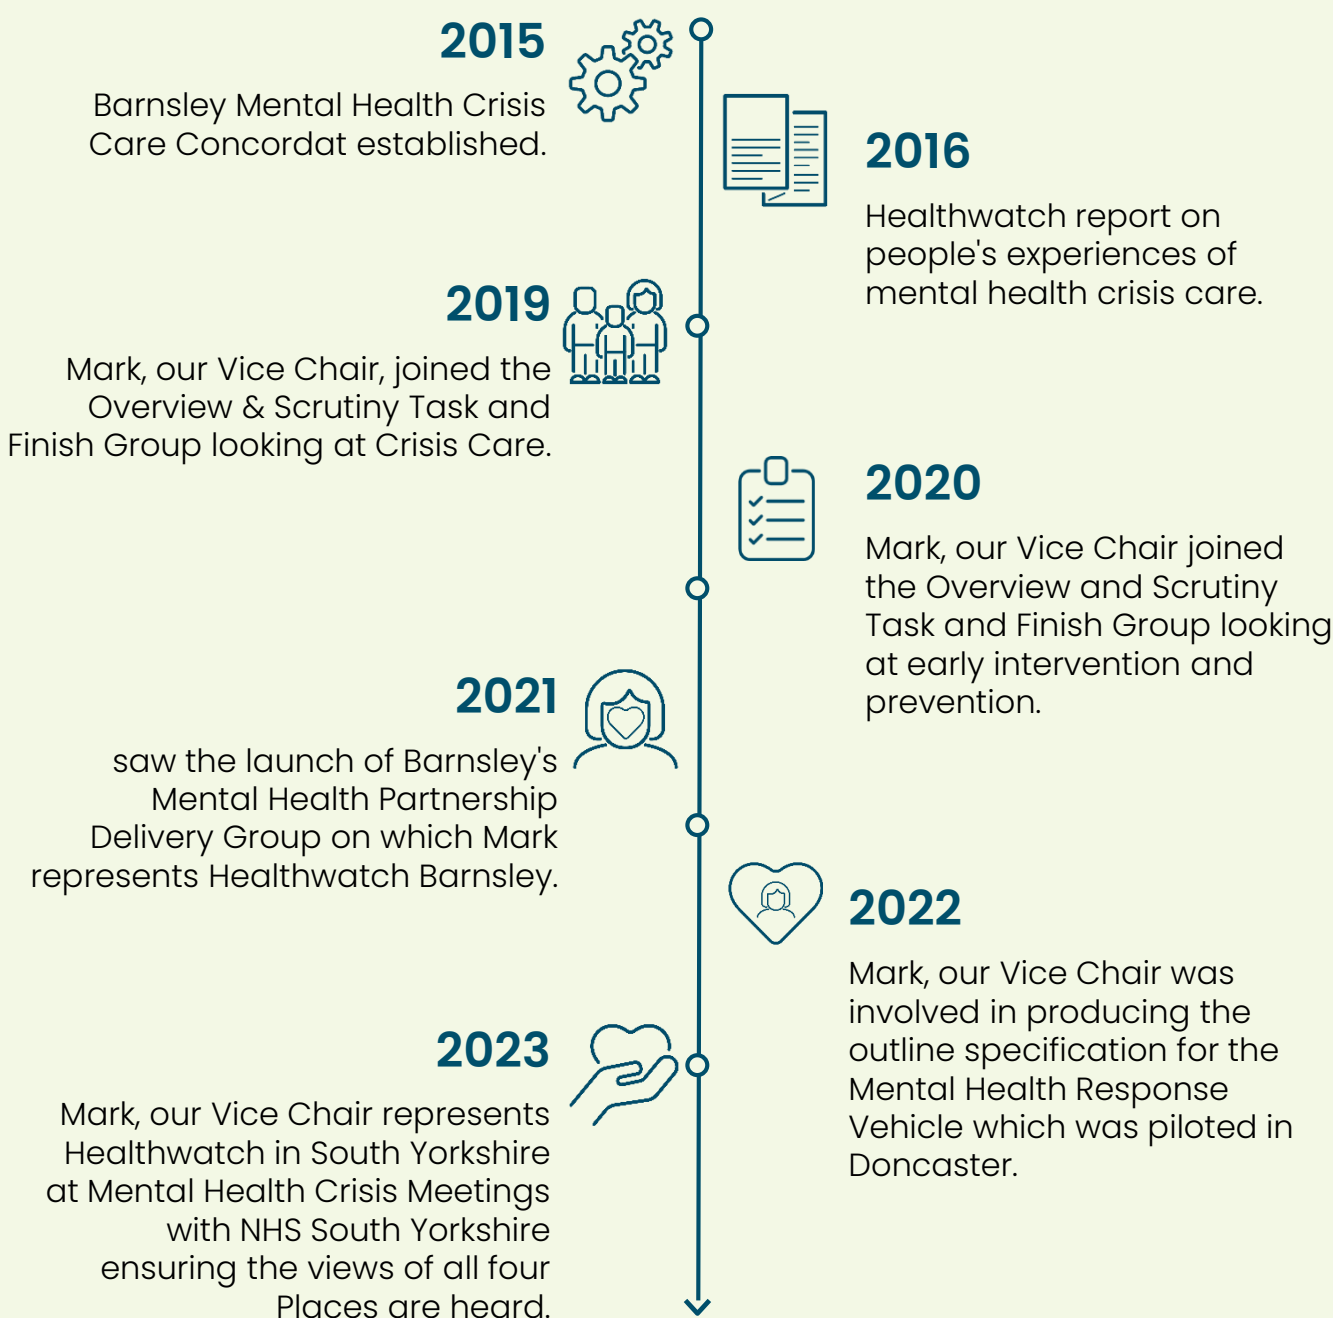 2015
Barnsley Mental Health Crisis
Care Concordat established.
2016
Healthwatch report on
people's experiences of
mental health crisis care.
2019
Mark, our Vice Chair, joined the
Overview & Scrutiny Task and
Finish Group looking at Crisis Care.
2020
Mark, our Vice Chair joined
the Overview and Scrutiny
Task and Finish Group looking
at early intervention and
prevention.
2021
saw the launch of Barnsley's
Mental Health Partnership
Delivery Group on which Mark
represents Healthwatch Barnsley.
2022
Mark, our Vice Chair was
involved in producing the
outline specification for the
Mental Health Response
Vehicle which was piloted in
Doncaster.
2023
Mark, our Vice Chair represents
Healthwatch in South Yorkshire
at Mental Health Crisis Meetings
with NHS South Yorkshire
ensuring the views of all four
Places are heard.